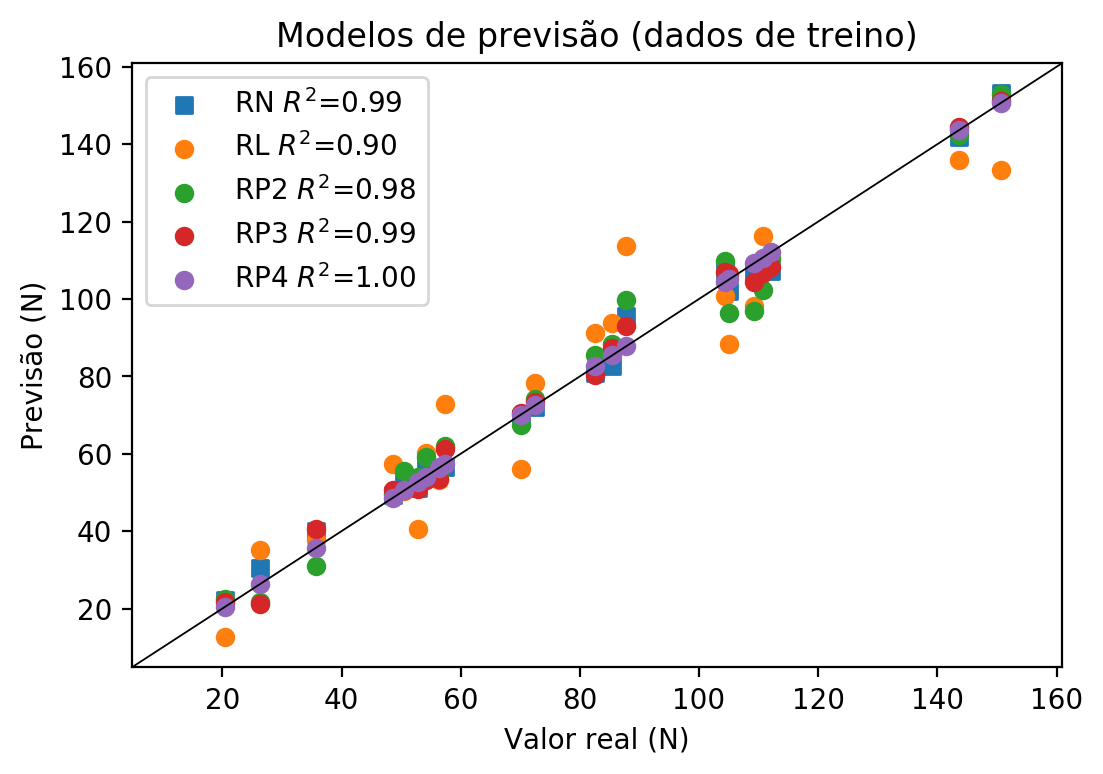 Modelos de previsão (dados de treino)
RN R²=0.99
RL R²=0.90
RP2 R²=0.98
RP3 R²=0.99
RP4 R²=1.00
160
140
120
100
80
60
40
20
Previsão (N)
20 40 60 80 100 120 140 160
Valor real (N)